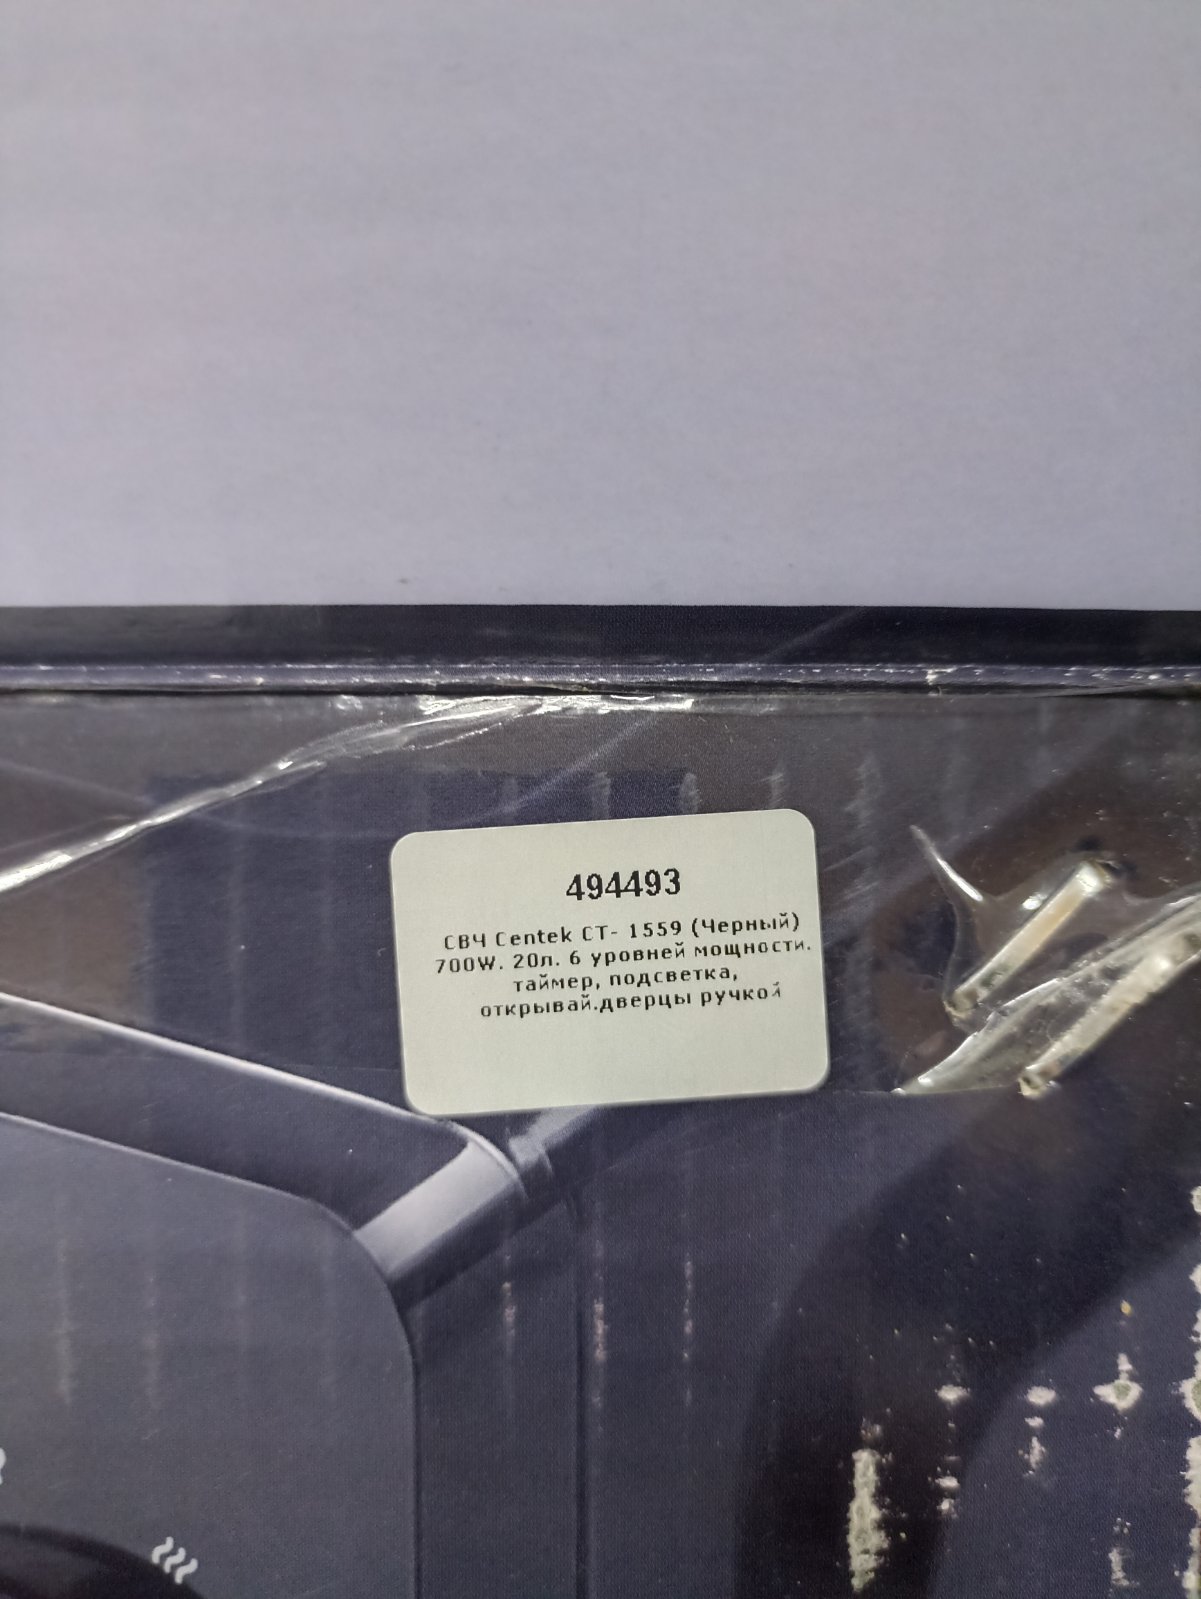 494493
СВЧ Centek CT- 1559 (Черный)
700W. 20л. 6 уровней мощности.
таймер, подсветка,
открывай.дверцы ручкой